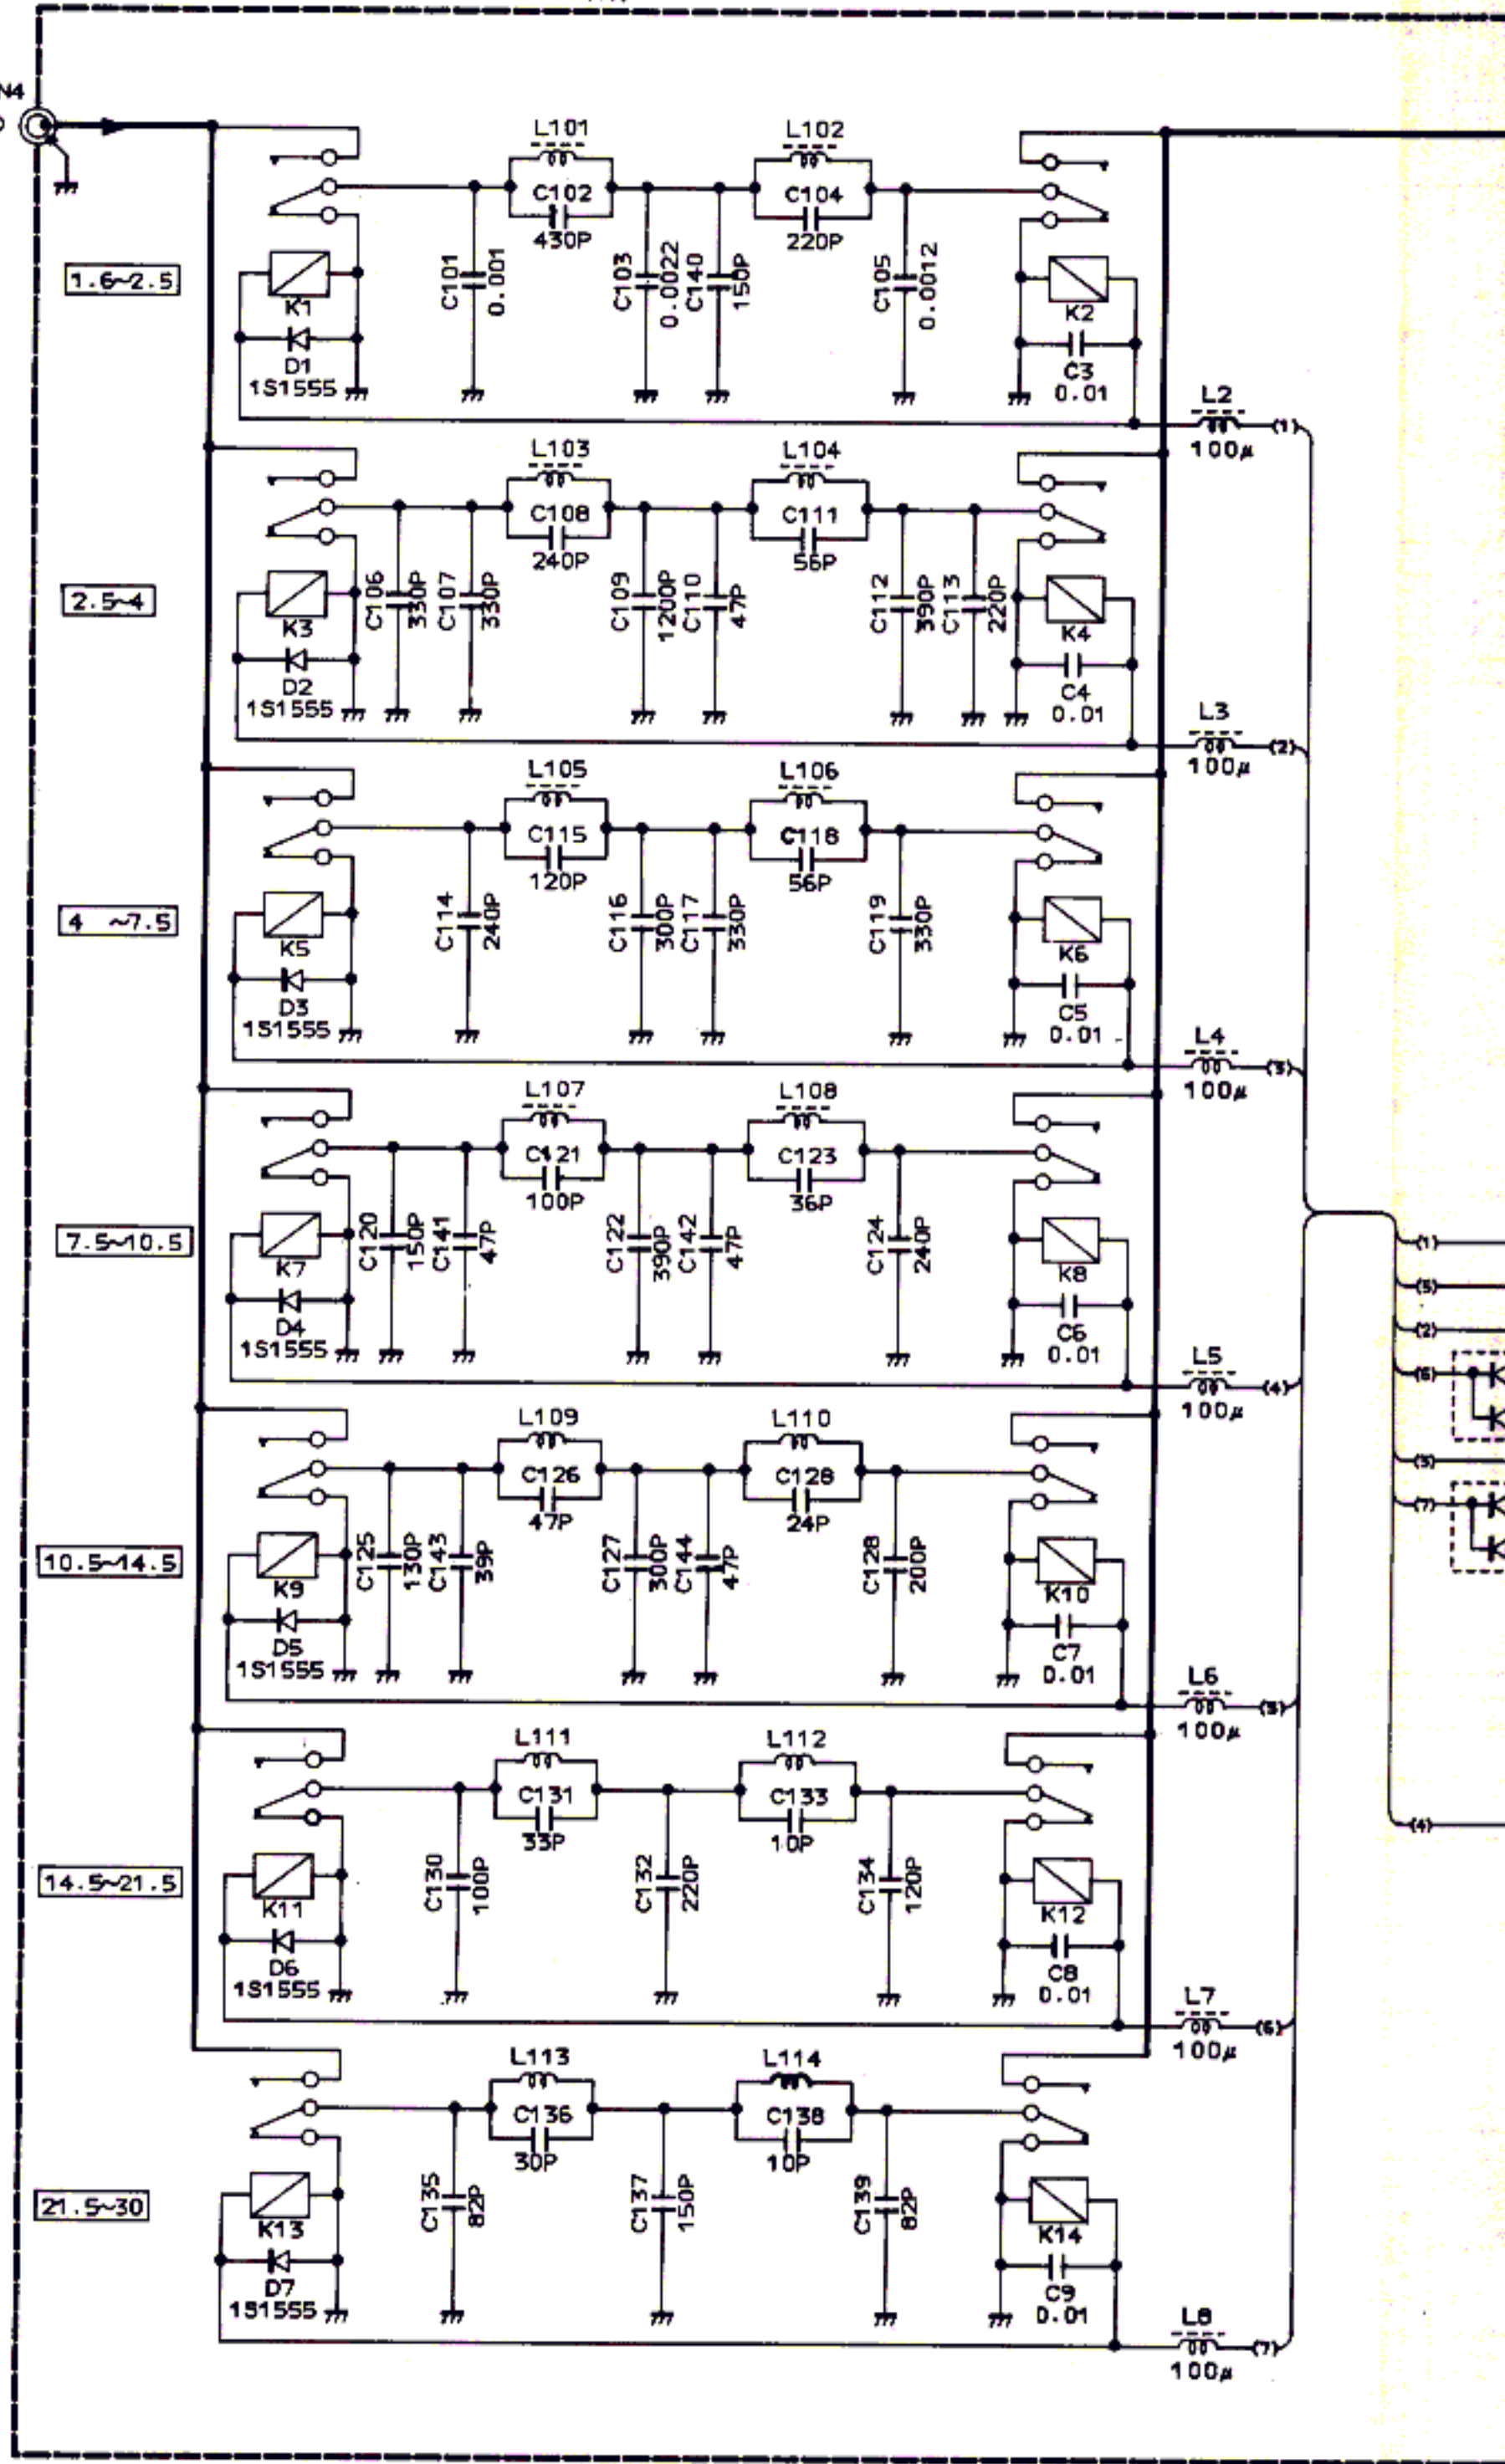 N4
L101
L102
C102
430P
C104
220P
C101
0.001
C103
0.0022
C140
150P
C105
0.0012
1.6~2.5
K1
D1
1S1555
K2
C3
0.01
L2
100μ
(1)
L103
L104
C108
240P
C111
56P
C106
330P
C107
330P
C109
1200P
C110
47P
C112
390P
C113
220P
2.5~4
K3
D2
1S1555
K4
C4
0.01
L3
100μ
(2)
L105
L106
C115
120P
C118
56P
C114
240P
C116
300P
C117
330P
C119
330P
4 ~7.5
K5
D3
1S1555
K6
C5
0.01
L4
100μ
(3)
L107
L108
C121
100P
C123
36P
C120
150P
C141
47P
C122
390P
C142
47P
C124
240P
7.5~10.5
K7
D4
1S1555
K8
C6
0.01
L5
100μ
(4)
(1)
(5)
(2)
(6)
(3)
(7)
L109
L110
C126
47P
C128
24P
C125
130P
C143
39P
C127
300P
C144
47P
C128
200P
10.5~14.5
K9
D5
1S1555
K10
C7
0.01
L6
100μ
(5)
L111
L112
C131
33P
C133
10P
C130
100P
C132
220P
C134
120P
14.5~21.5
K11
D6
1S1555
K12
C8
0.01
L7
100μ
(6)
(4)
L113
L114
C136
30P
C138
10P
C135
82P
C137
150P
C139
82P
21.5~30
K13
D7
1S1555
K14
C9
0.01
L8
100μ
(7)